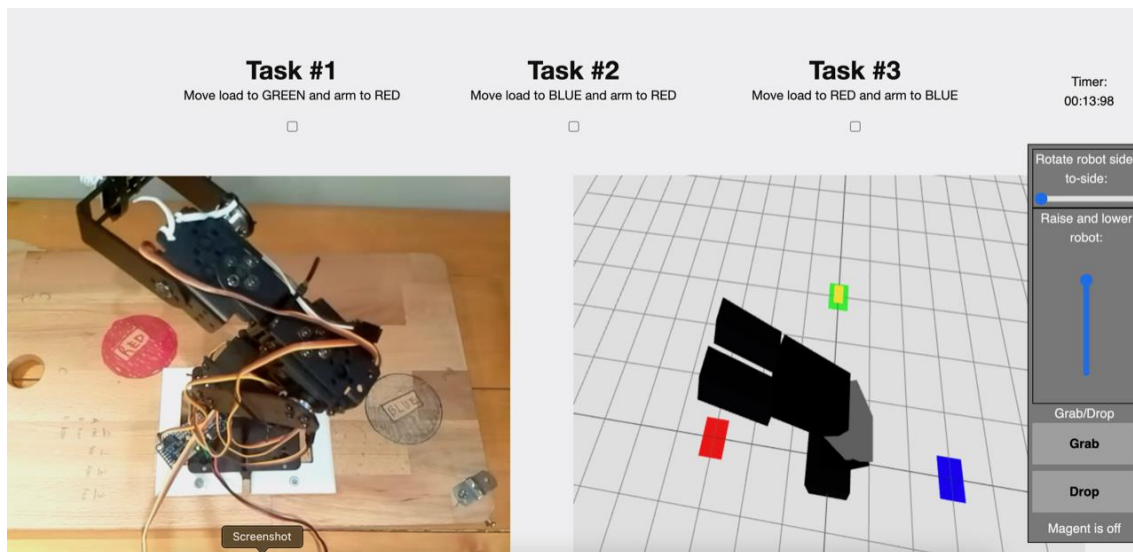 Task #1
Move load to GREEN and arm to RED
Task #2
Move load to BLUE and arm to RED
Task #3
Move load to RED and arm to BLUE
Timer:
00:13:98
Rotate robot side
to-side:
Raise and lower
robot:
Grab/Drop
Grab
Drop
Magent is off
RED
BLUE
Screenshot